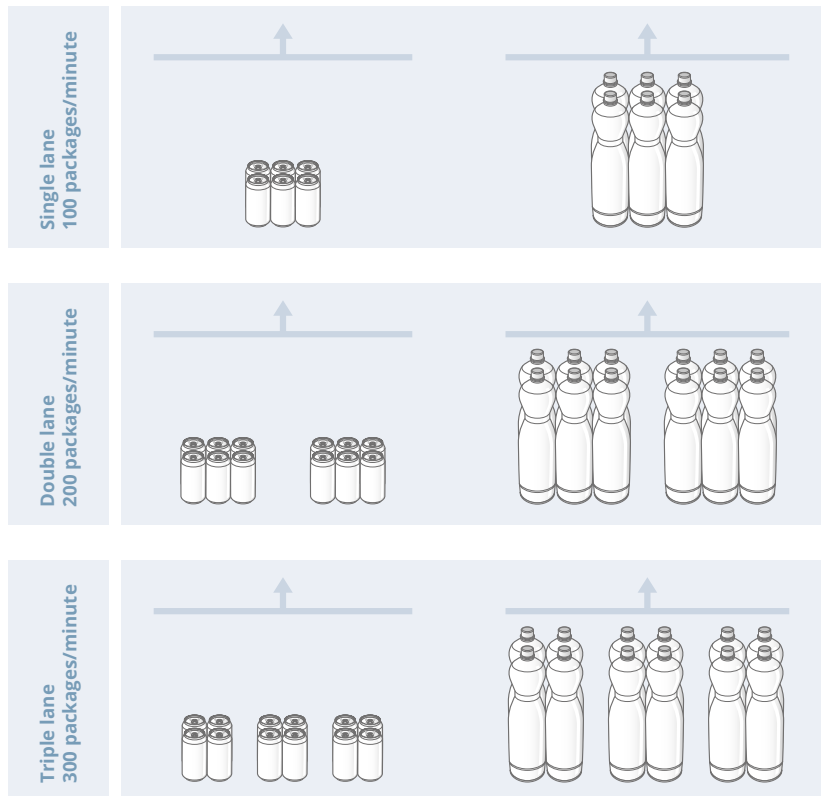 Single lane
100 packages/minute
Double lane
200 packages/minute
Triple lane
300 packages/minute